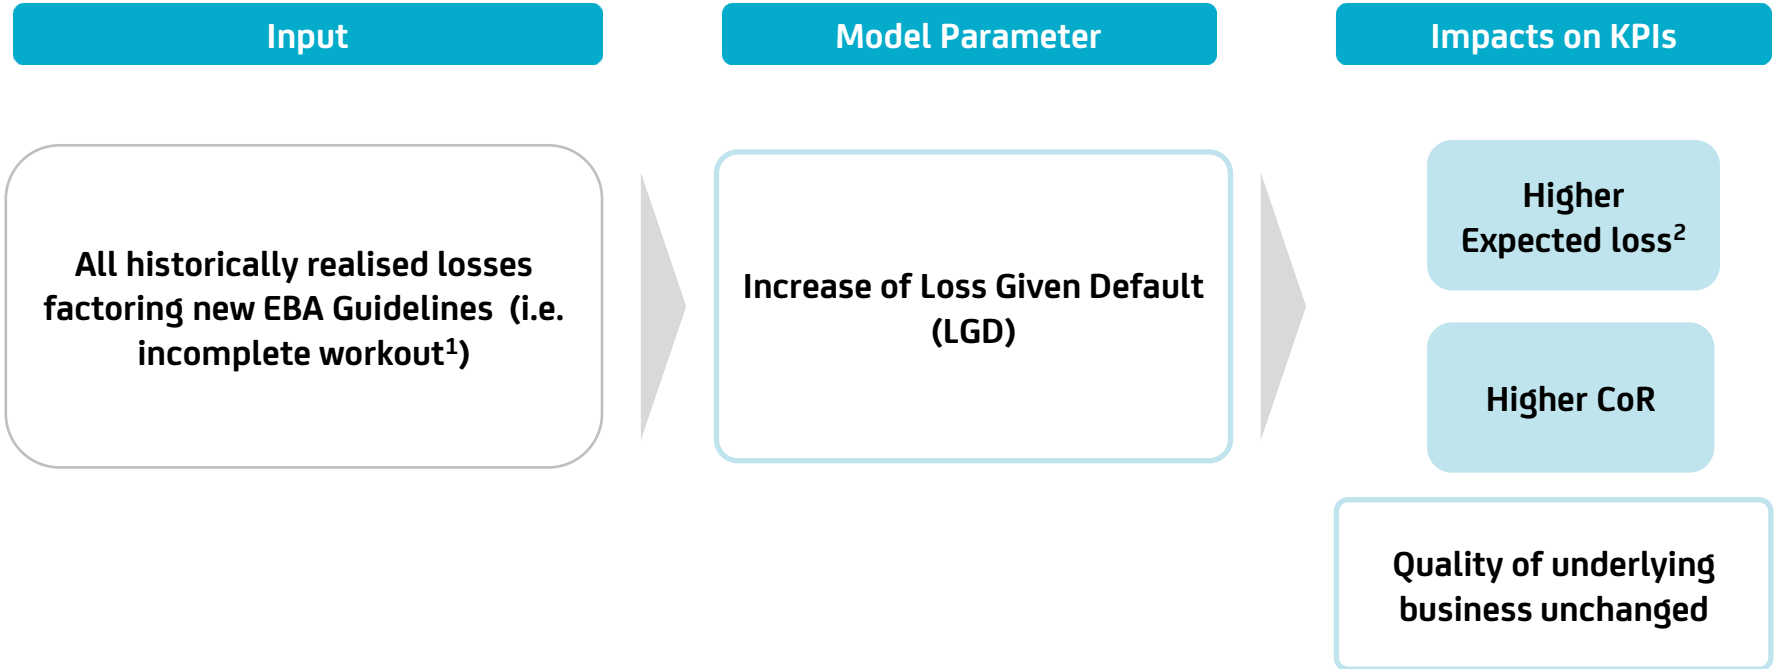 Input
Model Parameter
Impacts on KPIs
All historically realised losses
factoring new EBA Guidelines (i.e.
incomplete workout¹)
Increase of Loss Given Default
(LGD)
Higher
Expected loss²
Higher CoR
Quality of underlying
business unchanged